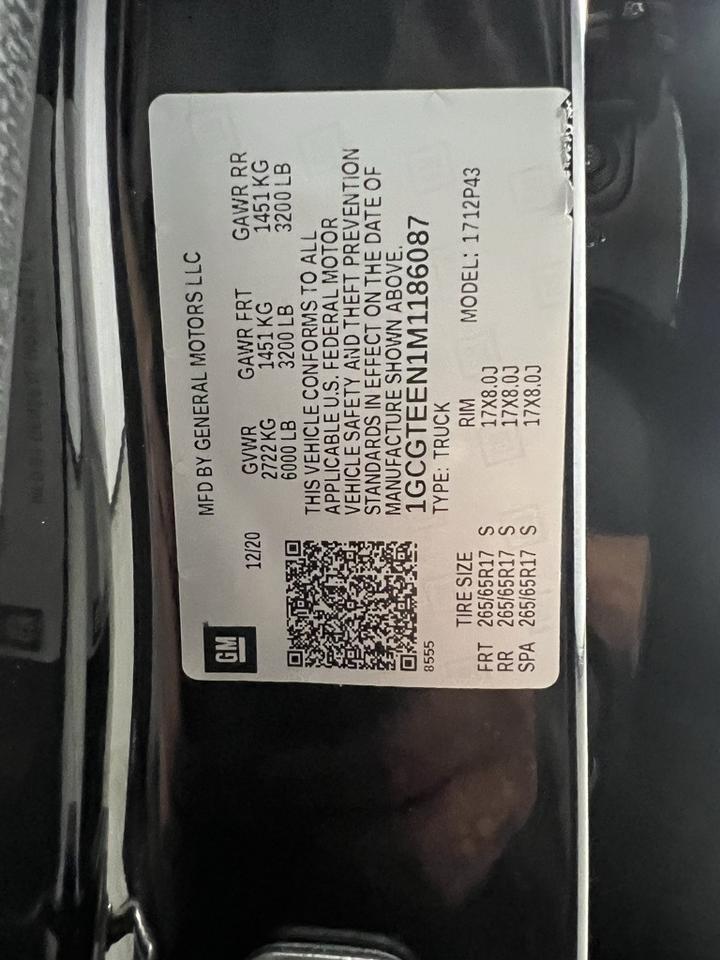 GM
MFD BY GENERAL MOTORS LLC
12/20
GVWR GAWR FRT GAWR RR
2722 KG 1451 KG 1451 KG
6000 LB 3200 LB 3200 LB
THIS VEHICLE CONFORMS TO ALL
APPLICABLE U.S. FEDERAL MOTOR
VEHICLE SAFETY AND THEFT PREVENTION
STANDARDS IN EFFECT ON THE DATE OF
MANUFACTURE SHOWN ABOVE.
1GCGTEEN1M1186087
8555
TYPE: TRUCK
TIRE SIZE RIM MODEL: 1712P43
FRT 265/65R17 S 17X8.0J
RR 265/65R17 S 17X8.0J
SPA 265/65R17 S 17X8.0J